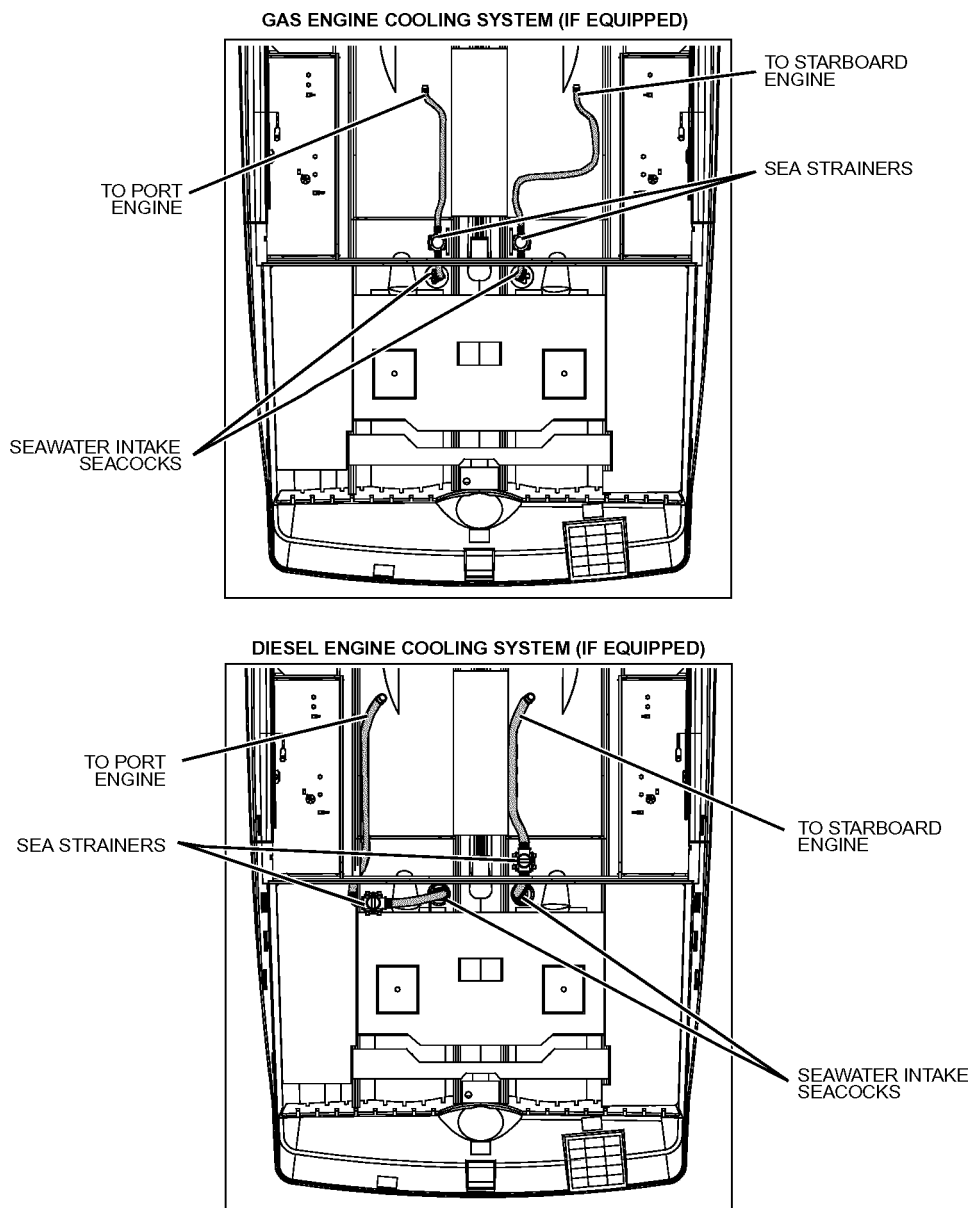 GAS ENGINE COOLING SYSTEM (IF EQUIPPED)
TO STARBOARD
ENGINE
SEA STRAINERS
TO PORT
ENGINE
SEAWATER INTAKE
SEACOCKS
DIESEL ENGINE COOLING SYSTEM (IF EQUIPPED)
TO PORT
ENGINE
SEA STRAINERS
TO STARBOARD
ENGINE
SEAWATER INTAKE
SEACOCKS